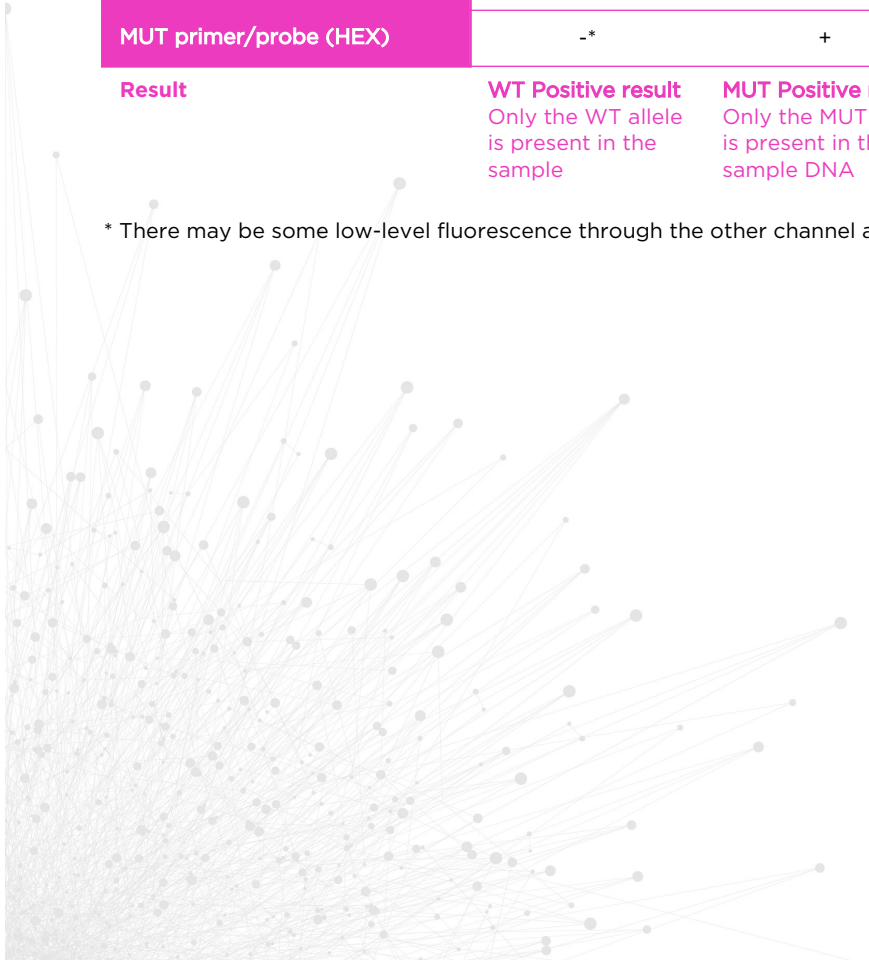 MUT primer/probe (HEX) -* +
Result WT Positive result MUT Positive
Only the WT allele Only the MUT
is present in the is present in
sample sample DNA
* There may be some low-level fluorescence through the other channel